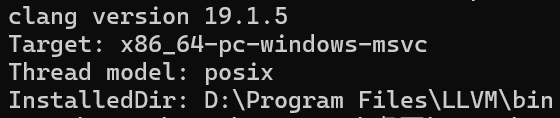 clang version 19.1.5
Target: x86_64-pc-windows-msvc
Thread model: posix
InstalledDir: D:\Program Files\LLVM\bin